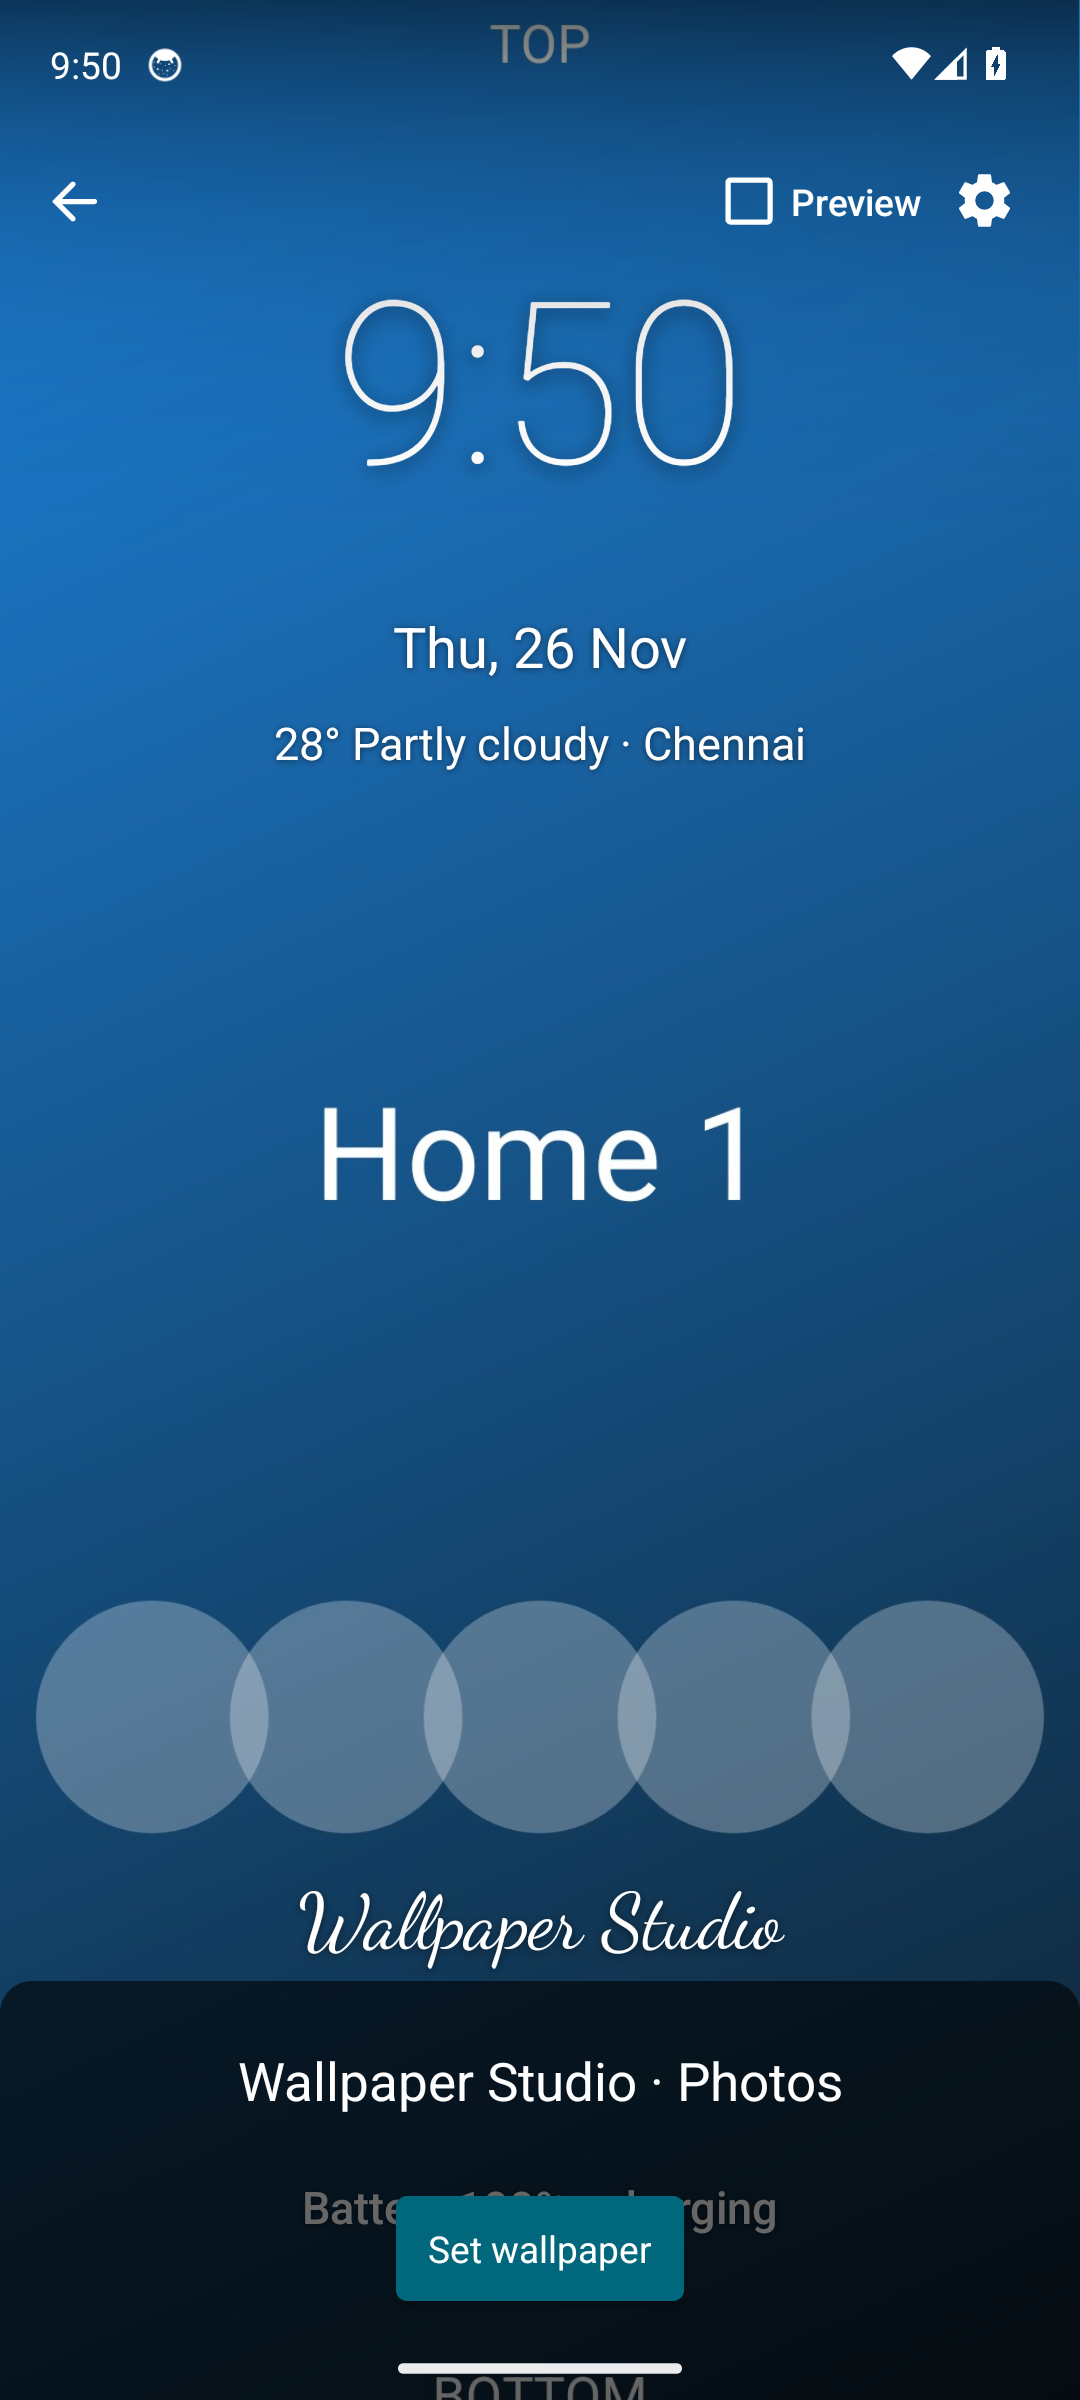 TOP
9:50
Preview
9:50
Thu, 26 Nov
28° Partly cloudy · Chennai
Home 1
Wallpaper Studio
Wallpaper Studio · Photos
Set wallpaper
BOTTOM